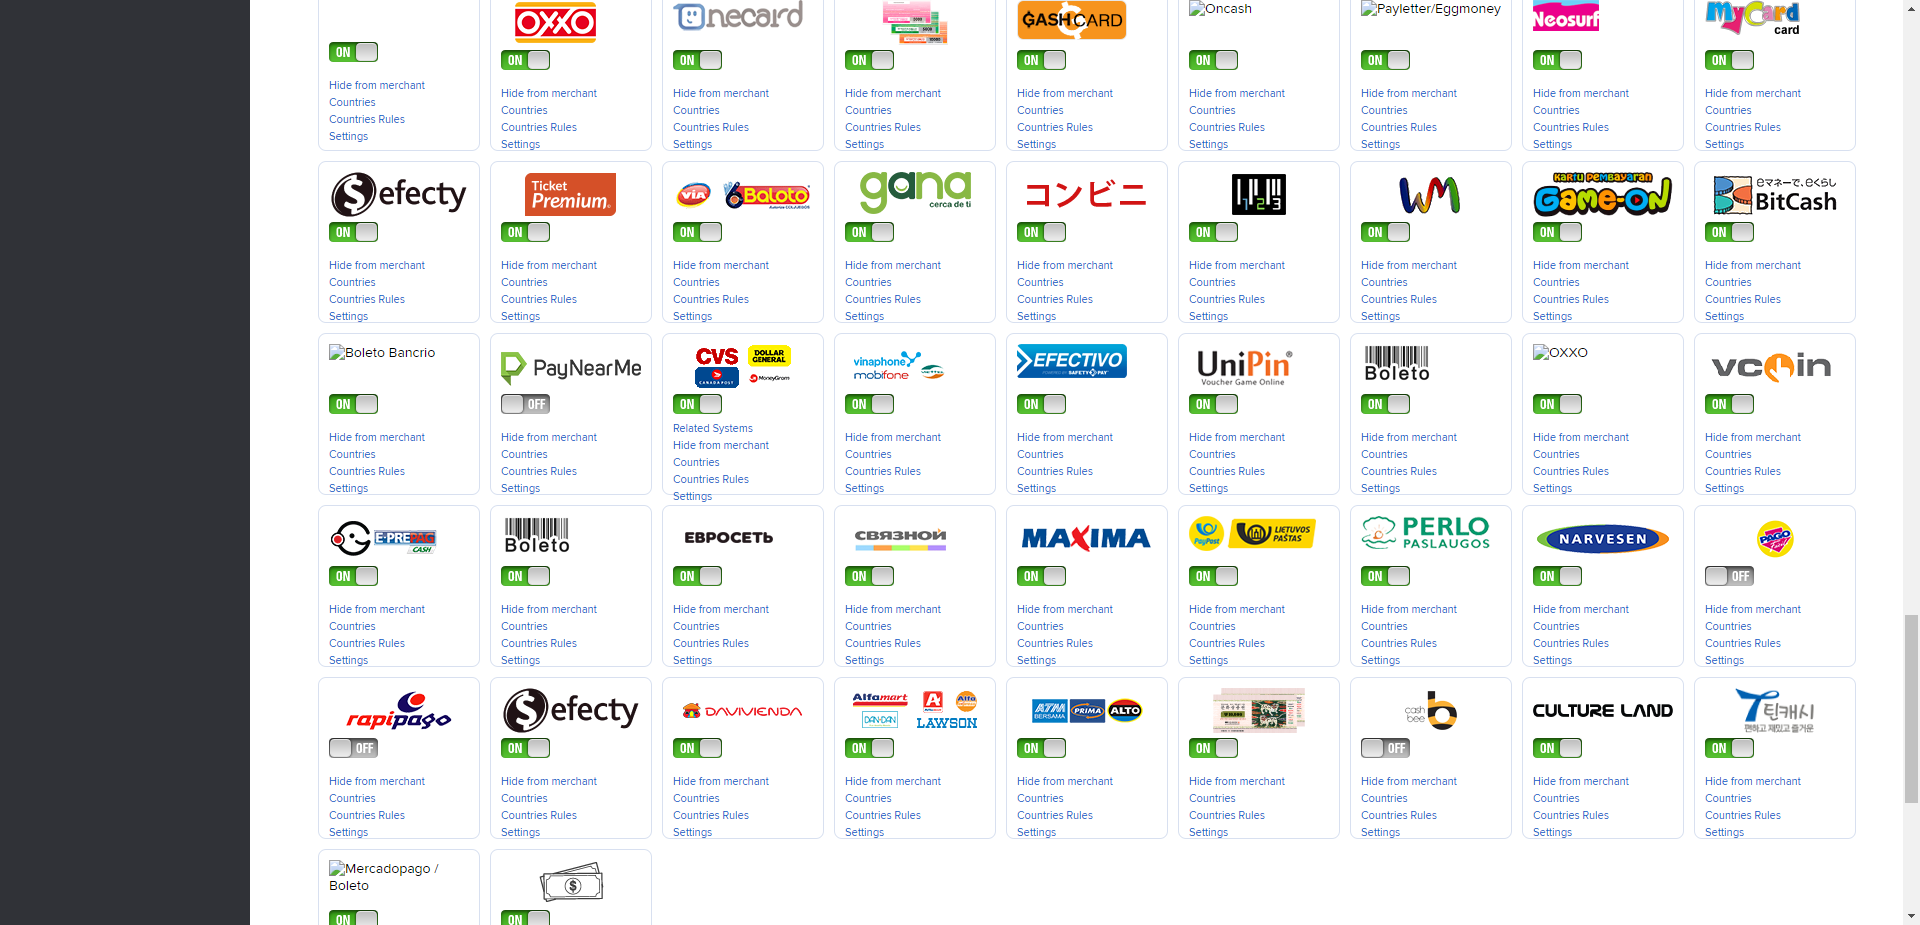 OXXO
onecard
CASHCARD
Oncash
Payletter/Eggmoney
Neosurf
MyCard
card
ON
ON
ON
ON
ON
ON
ON
ON
ON
Hide from merchant
Countries
Countries Rules
Settings
Hide from merchant
Countries
Countries Rules
Settings
Hide from merchant
Countries
Countries Rules
Settings
Hide from merchant
Countries
Countries Rules
Settings
Hide from merchant
Countries
Countries Rules
Settings
Hide from merchant
Countries
Countries Rules
Settings
Hide from merchant
Countries
Countries Rules
Settings
Hide from merchant
Countries
Countries Rules
Settings
Hide from merchant
Countries
Countries Rules
Settings
efecty
ON
Hide from merchant
Countries
Countries Rules
Settings
Ticket
Premium
ON
Hide from merchant
Countries
Countries Rules
Settings
VIA Baloto
ON
Hide from merchant
Countries
Countries Rules
Settings
gana
cerca de ti
ON
Hide from merchant
Countries
Countries Rules
Settings
コンビニ
ON
Hide from merchant
Countries
Countries Rules
Settings
123
ON
Hide from merchant
Countries
Countries Rules
Settings
WM
ON
Hide from merchant
Countries
Countries Rules
Settings
KARTU PEMBAYARAN
GAME-ON
ON
Hide from merchant
Countries
Countries Rules
Settings
eマネーで、eくらし
BitCash
ON
Hide from merchant
Countries
Countries Rules
Settings
Boleto Bancrio
ON
Hide from merchant
Countries
Countries Rules
Settings
PayNearMe
OFF
Hide from merchant
Countries
Countries Rules
Settings
CVS DOLLAR GENERAL
CANADA POST MoneyGram
ON
Related Systems
Hide from merchant
Countries
Countries Rules
Settings
vinaphone
mobifone VIETTEL
ON
Hide from merchant
Countries
Countries Rules
Settings
EFECTIVO
POWERED BY SAFETYPAY
ON
Hide from merchant
Countries
Countries Rules
Settings
UniPin
Voucher Game Online
ON
Hide from merchant
Countries
Countries Rules
Settings
Boleto
ON
Hide from merchant
Countries
Countries Rules
Settings
OXXO
ON
Hide from merchant
Countries
Countries Rules
Settings
vcoin
ON
Hide from merchant
Countries
Countries Rules
Settings
E-PREPAG
CASH
ON
Hide from merchant
Countries
Countries Rules
Settings
Boleto
ON
Hide from merchant
Countries
Countries Rules
Settings
ЕВРОСЕТЬ
ON
Hide from merchant
Countries
Countries Rules
Settings
СВЯЗНОЙ
ON
Hide from merchant
Countries
Countries Rules
Settings
MAXIMA
ON
Hide from merchant
Countries
Countries Rules
Settings
PayPost LIETUVOS
PAŠTAS
ON
Hide from merchant
Countries
Countries Rules
Settings
PERLO
PASLAUGOS
ON
Hide from merchant
Countries
Countries Rules
Settings
NARVESEN
ON
Hide from merchant
Countries
Countries Rules
Settings
PAGO
OFF
Hide from merchant
Countries
Countries Rules
Settings
rapipago
OFF
Hide from merchant
Countries
Countries Rules
Settings
efecty
ON
Hide from merchant
Countries
Countries Rules
Settings
DAVIVIENDA
ON
Hide from merchant
Countries
Countries Rules
Settings
Alfamart Alfa
DAN+DAN LAWSON
ON
Hide from merchant
Countries
Countries Rules
Settings
ATM BERSAMA PRIMA ALTO
ON
Hide from merchant
Countries
Countries Rules
Settings
ON
Hide from merchant
Countries
Countries Rules
Settings
cash
bee
OFF
Hide from merchant
Countries
Countries Rules
Settings
CULTURE LAND
ON
Hide from merchant
Countries
Countries Rules
Settings
틴캐시
편하고 재밌고 즐거운
ON
Hide from merchant
Countries
Countries Rules
Settings
Mercadopago /
Boleto
ON
$
ON